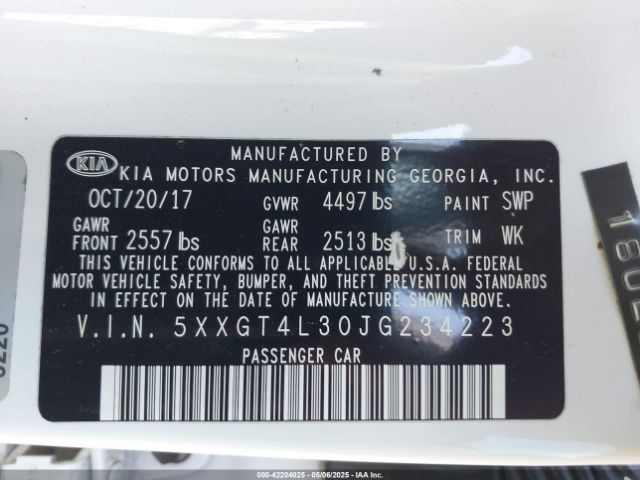 MANUFACTURED BY
KIA KIA MOTORS MANUFACTURING GEORGIA, INC.
OCT/20/17 GVWR 4497 lbs PAINT SWP
GAWR FRONT 2557 lbs GAWR REAR 2513 lbs TRIM WK
THIS VEHICLE CONFORMS TO ALL APPLICABLE U.S.A. FEDERAL
MOTOR VEHICLE SAFETY, BUMPER, AND THEFT PREVENTION STANDARDS
IN EFFECT ON THE DATE OF MANUFACTURE SHOWN ABOVE.
V.I.N. 5XXGT4L30JG234223
PASSENGER CAR
000-42204025 05/06/2025 IAA Inc. Copyright